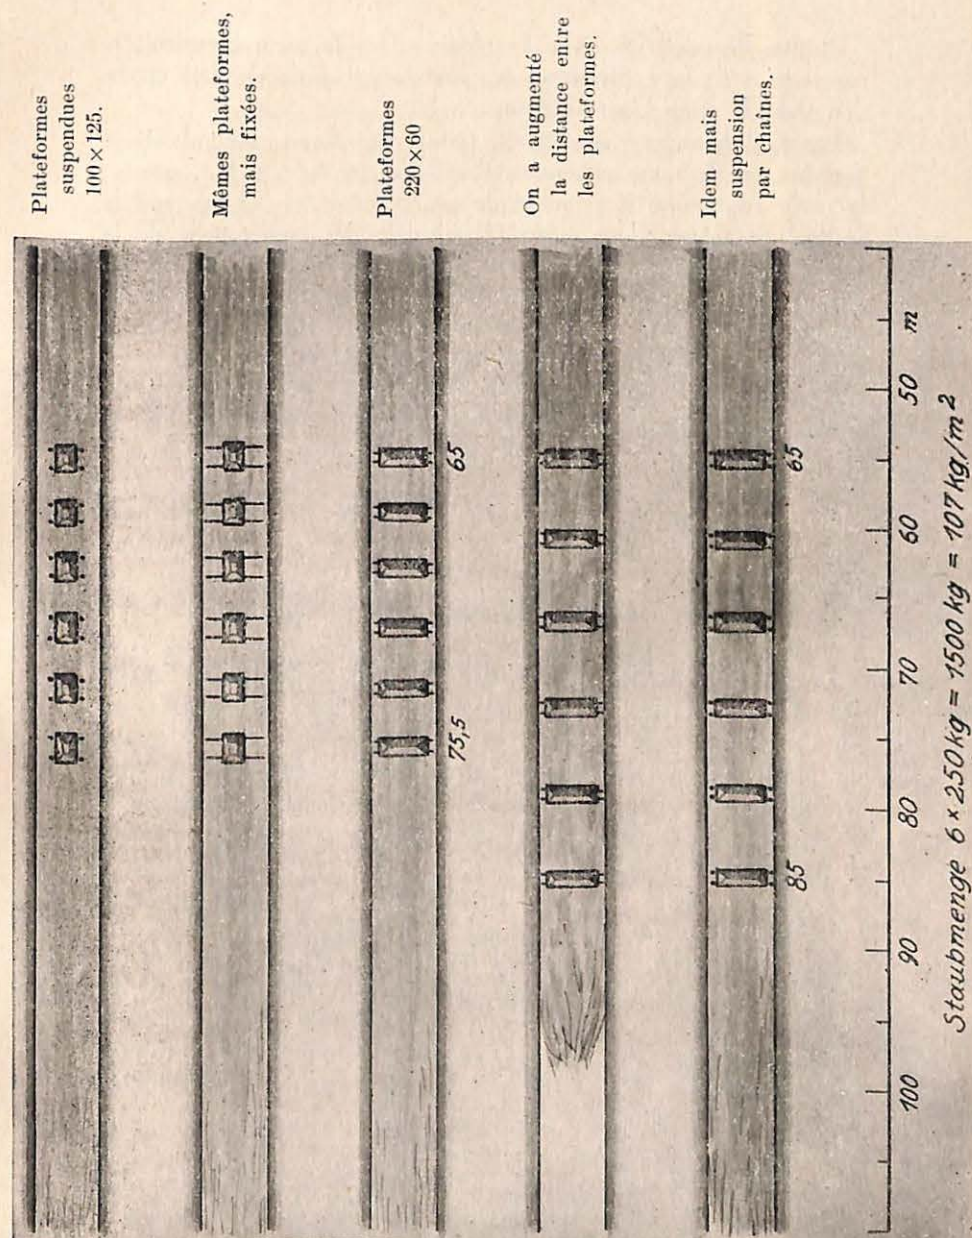 Plateformes
suspendues
100 × 125.
Mêmes plateformes,
mais fixées.
Plateformes
220 × 60
On a augmenté
la distance entre
les plateformes.
Idem mais
suspension
par chaines.
75,5
65
85
65
100
90
80
70
60
50
m
Staubmenge 6 × 250 kg = 1500 kg = 107 kg/m²